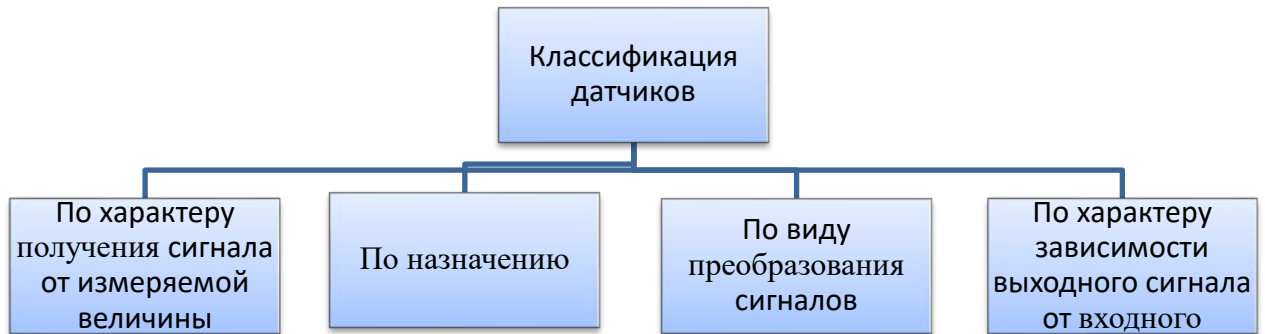 Классификация
датчиков
По характеру
получения сигнала
от измеряемой
величины
По назначению
По виду
преобразования
сигналов
По характеру
зависимости
выходного сигнала
от входного